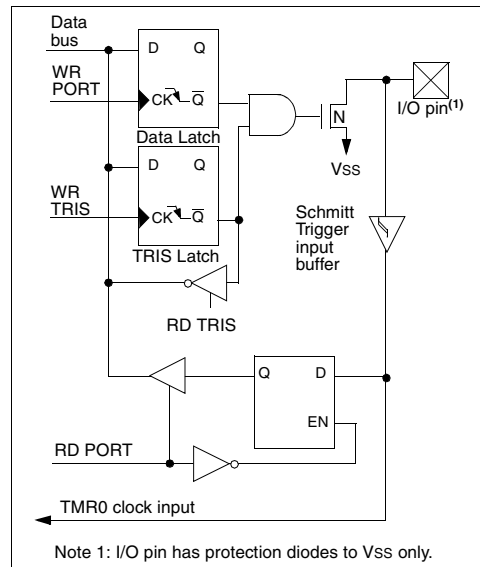 Data
bus
D Q
WR
PORT
CK Q
Data Latch
I/O pin(1)
N
VSS
D Q
WR
TRIS
CK Q
TRIS Latch
Schmitt
Trigger
input
buffer
RD TRIS
Q D
EN
RD PORT
TMR0 clock input
Note 1: I/O pin has protection diodes to VSS only.